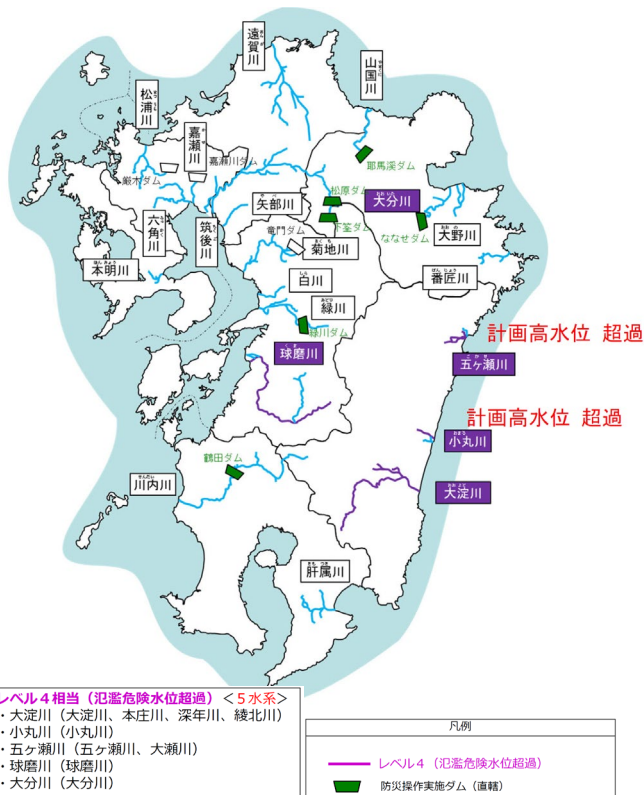 遠賀川
山国川
松浦川
嘉瀬川
嘉瀬川ダム
厳木ダム
耶馬溪ダム
松原ダム
大分川
矢部川
下筌ダム
ななせダム
大野川
六角川
筑後川
竜門ダム
菊地川
本明川
白川
番匠川
緑川
緑川ダム
球磨川
計画高水位 超過
五ヶ瀬川
計画高水位 超過
小丸川
鶴田ダム
川内川
大淀川
肝属川
レベル４相当（氾濫危険水位超過）＜５水系＞
・大淀川（大淀川、本庄川、深年川、綾北川）
・小丸川（小丸川）
・五ヶ瀬川（五ヶ瀬川、大瀬川）
・球磨川（球磨川）
・大分川（大分川）
凡例
レベル４（氾濫危険水位超過）
防災操作実施ダム（直轄）